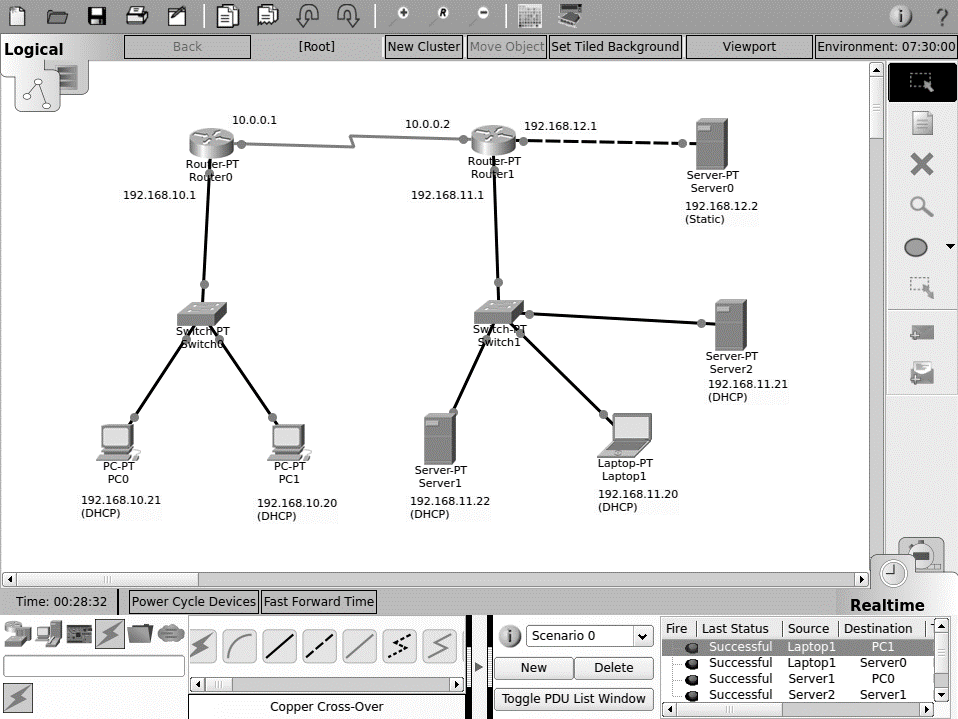 Logical
Back
[Root]
New Cluster
Move Object
Set Tiled Background
Viewport
Environment: 07:30:00
R
i
?
10.0.0.1
10.0.0.2
192.168.12.1
Router-PT
Router0
Router-PT
Router1
Server-PT
Server0
192.168.10.1
192.168.11.1
192.168.12.2
(Static)
Switch-PT
Switch0
Switch-PT
Switch1
Server-PT
Server2
192.168.11.21
(DHCP)
PC-PT
PC0
PC-PT
PC1
Server-PT
Server1
Laptop-PT
Laptop1
192.168.10.21
(DHCP)
192.168.10.20
(DHCP)
192.168.11.22
(DHCP)
192.168.11.20
(DHCP)
Time: 00:28:32
Power Cycle Devices
Fast Forward Time
Realtime
i
Scenario 0
New
Delete
Toggle PDU List Window
Fire Last Status Source Destination
Successful Laptop1 PC1
Successful Laptop1 Server0
Successful Server1 PC0
Successful Server2 Server1
Copper Cross-Over